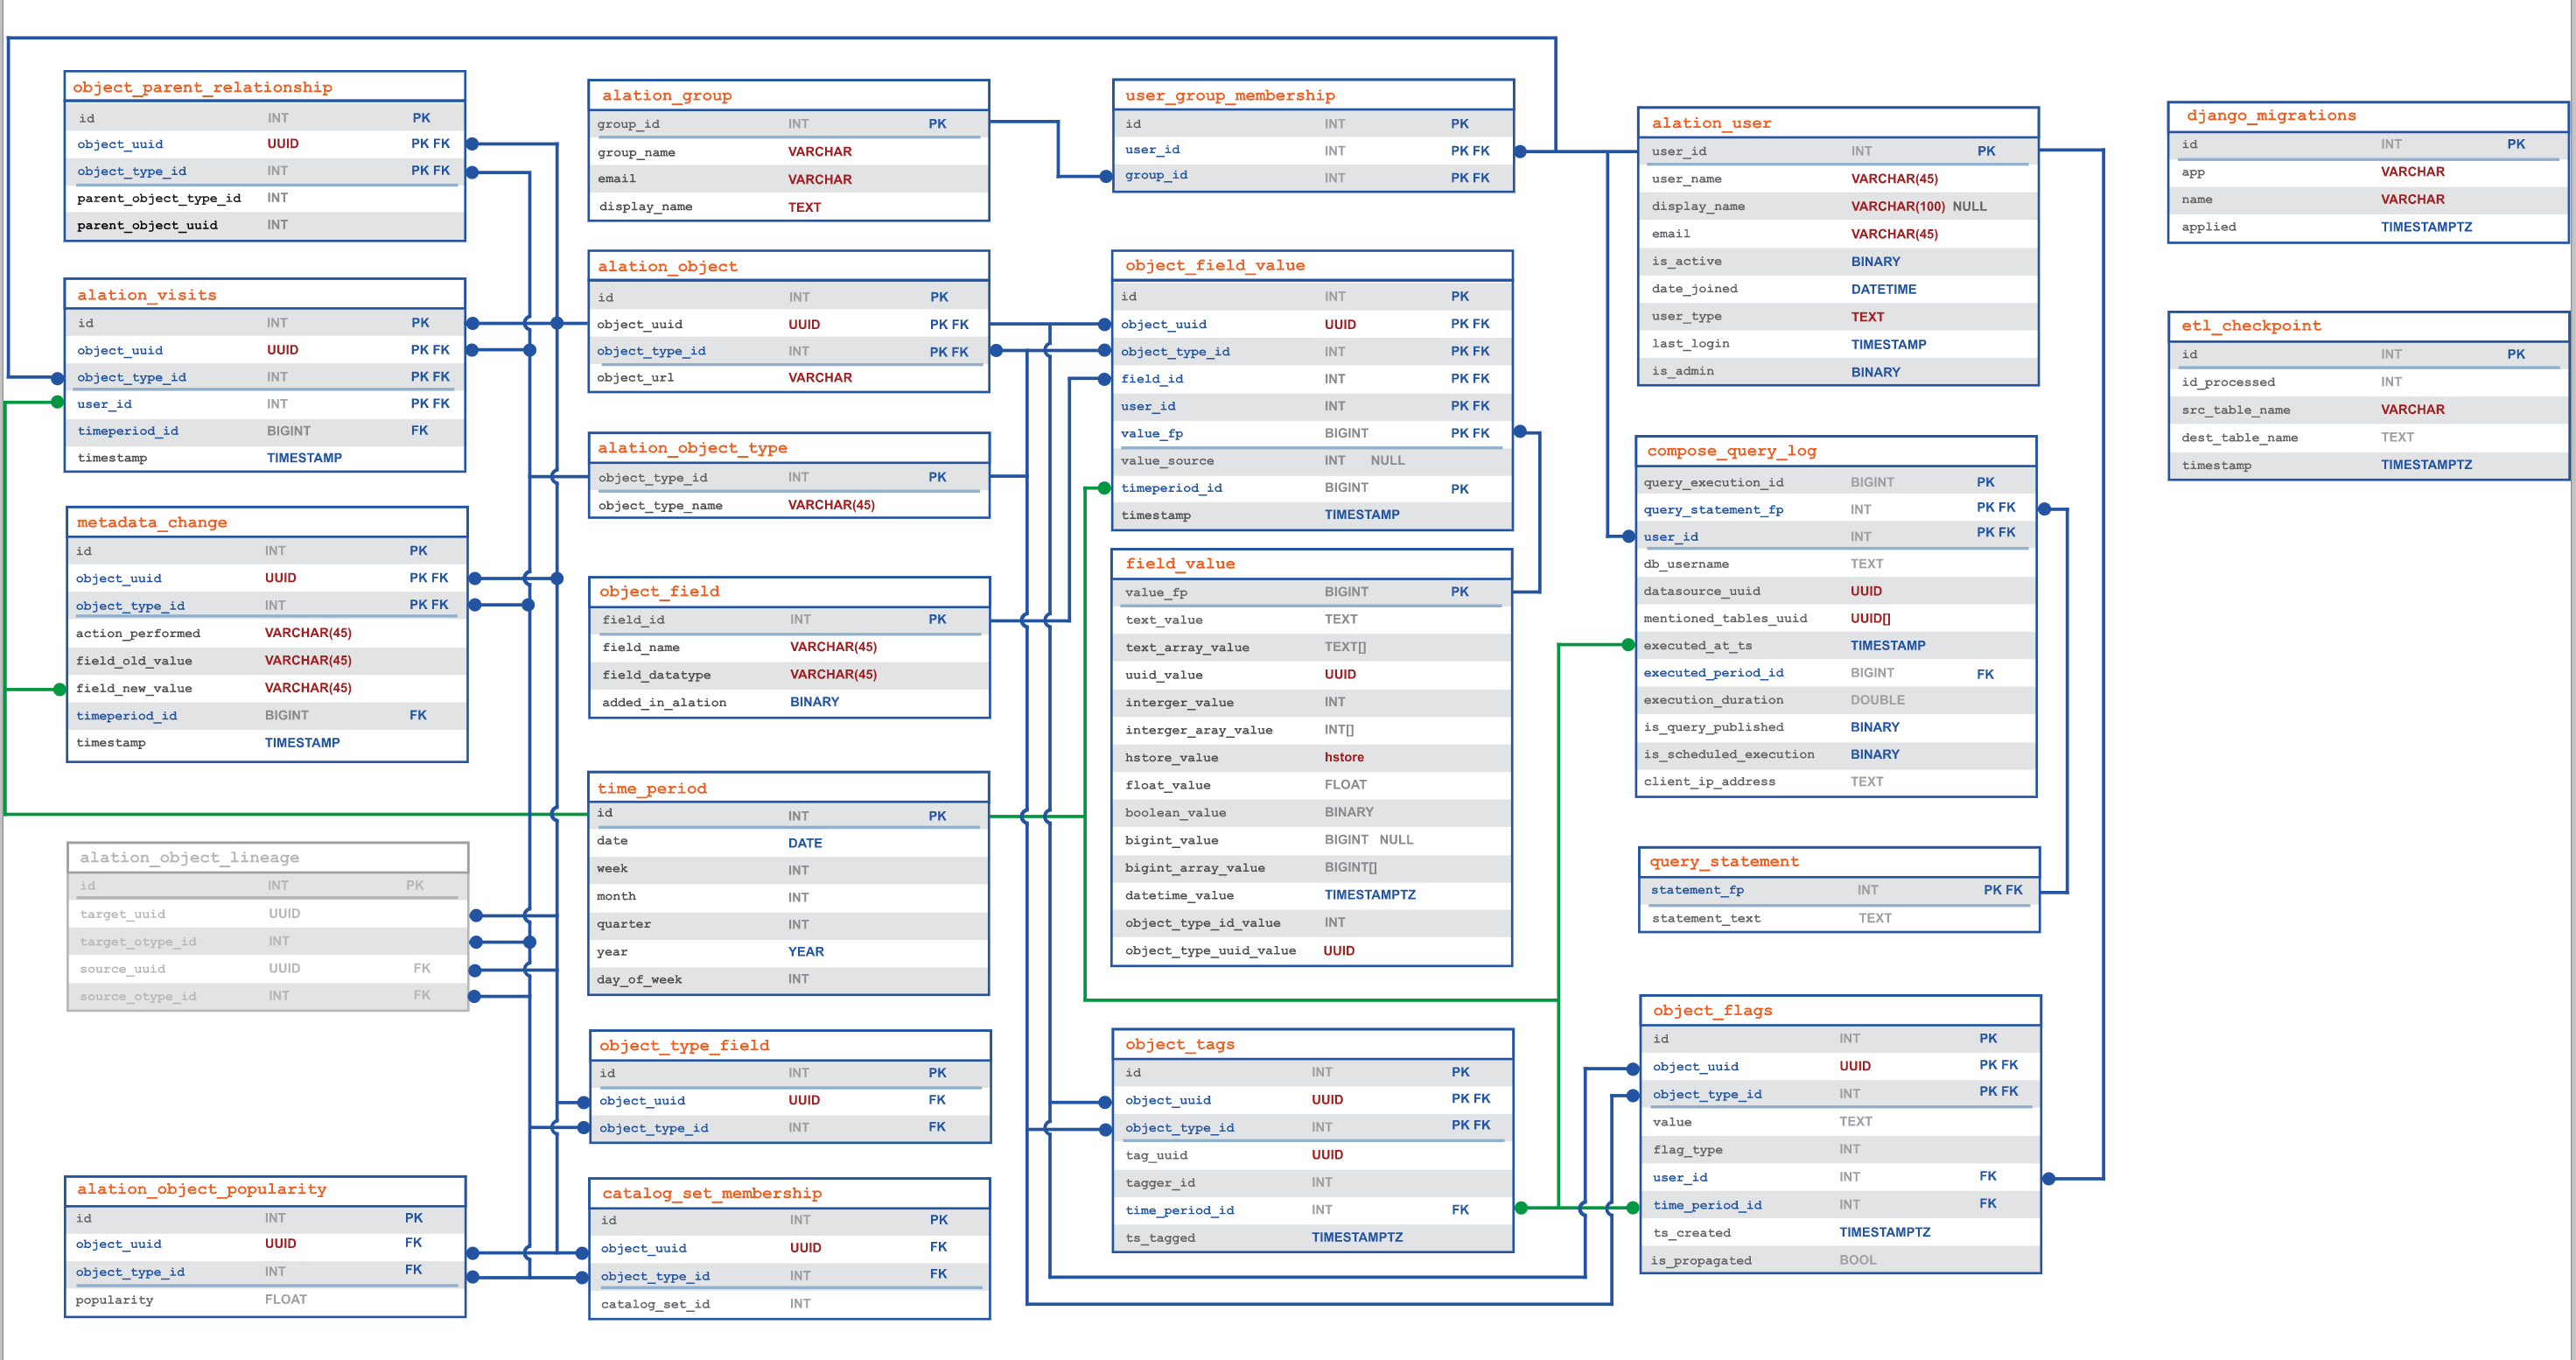 object_parent_relationship
id INT PK
object_uuid UUID PK FK
object_type_id INT PK FK
parent_object_type_id INT
parent_object_uuid INT
alation_visits
id INT PK
object_uuid UUID PK FK
object_type_id INT PK FK
user_id INT PK FK
timeperiod_id BIGINT FK
timestamp TIMESTAMP
metadata_change
id INT PK
object_uuid UUID PK FK
object_type_id INT PK FK
action_performed VARCHAR(45)
field_old_value VARCHAR(45)
field_new_value VARCHAR(45)
timeperiod_id BIGINT FK
timestamp TIMESTAMP
alation_object_lineage
id INT PK
target_uuid UUID
target_otype_id INT
source_uuid UUID FK
source_otype_id INT FK
alation_object_popularity
id INT PK
object_uuid UUID FK
object_type_id INT FK
popularity FLOAT
alation_group
group_id INT PK
group_name VARCHAR
email VARCHAR
display_name TEXT
alation_object
id INT PK
object_uuid UUID PK FK
object_type_id INT PK FK
object_url VARCHAR
alation_object_type
object_type_id INT PK
object_type_name VARCHAR(45)
object_field
field_id INT PK
field_name VARCHAR(45)
field_datatype VARCHAR(45)
added_in_alation BINARY
time_period
id INT PK
date DATE
week INT
month INT
quarter INT
year YEAR
day_of_week INT
object_type_field
id INT PK
object_uuid UUID FK
object_type_id INT FK
catalog_set_membership
id INT PK
object_uuid UUID FK
object_type_id INT FK
catalog_set_id INT
user_group_membership
id INT PK
user_id INT PK FK
group_id INT PK FK
object_field_value
id INT PK
object_uuid UUID PK FK
object_type_id INT PK FK
field_id INT PK FK
user_id INT PK FK
value_fp BIGINT PK FK
value_source INT NULL
timeperiod_id BIGINT PK
timestamp TIMESTAMP
field_value
value_fp BIGINT PK
text_value TEXT
text_array_value TEXT[]
uuid_value UUID
interger_value INT
interger_aray_value INT[]
hstore_value hstore
float_value FLOAT
boolean_value BINARY
bigint_value BIGINT NULL
bigint_array_value BIGINT[]
datetime_value TIMESTAMPTZ
object_type_id_value INT
object_type_uuid_value UUID
object_tags
id INT PK
object_uuid UUID PK FK
object_type_id INT PK FK
tag_uuid UUID
tagger_id INT
time_period_id INT FK
ts_tagged TIMESTAMPTZ
alation_user
user_id INT PK
user_name VARCHAR(45)
display_name VARCHAR(100) NULL
email VARCHAR(45)
is_active BINARY
date_joined DATETIME
user_type TEXT
last_login TIMESTAMP
is_admin BINARY
compose_query_log
query_execution_id BIGINT PK
query_statement_fp INT PK FK
user_id INT PK FK
db_username TEXT
datasource_uuid UUID
mentioned_tables_uuid UUID[]
executed_at_ts TIMESTAMP
executed_period_id BIGINT FK
execution_duration DOUBLE
is_query_published BINARY
is_scheduled_execution BINARY
client_ip_address TEXT
query_statement
statement_fp INT PK FK
statement_text TEXT
object_flags
id INT PK
object_uuid UUID PK FK
object_type_id INT PK FK
value TEXT
flag_type INT
user_id INT FK
time_period_id INT FK
ts_created TIMESTAMPTZ
is_propagated BOOL
django_migrations
id INT PK
app VARCHAR
name VARCHAR
applied TIMESTAMPTZ
etl_checkpoint
id INT PK
id_processed INT
src_table_name VARCHAR
dest_table_name TEXT
timestamp TIMESTAMPTZ